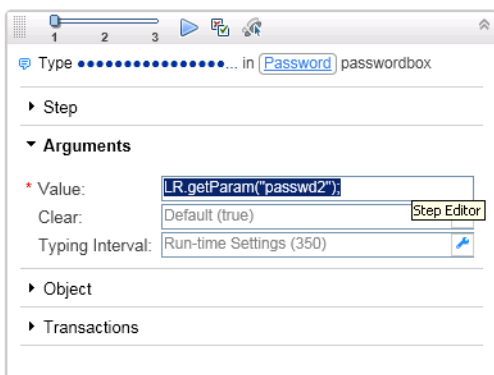 1 2 3
Type ●●●●●●●●●●●●●●●●... in Password passwordbox
Step
Arguments
* Value: LR.getParam("passwd2");
Step Editor
Clear: Default (true)
Typing Interval: Run-time Settings (350)
Object
Transactions